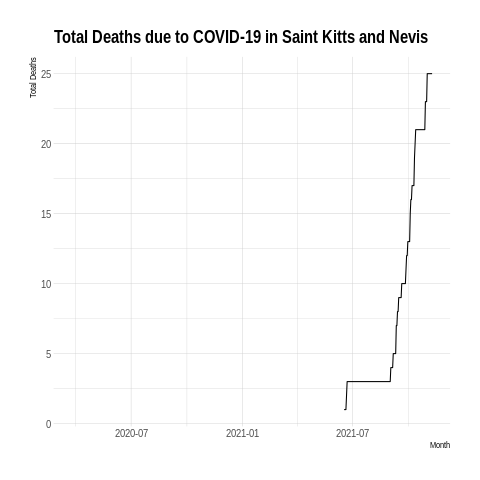 Total Deaths due to COVID-19 in Saint Kitts and Nevis
Total Deaths
25
20
15
10
5
0
2020-07 2021-01 2021-07
Month